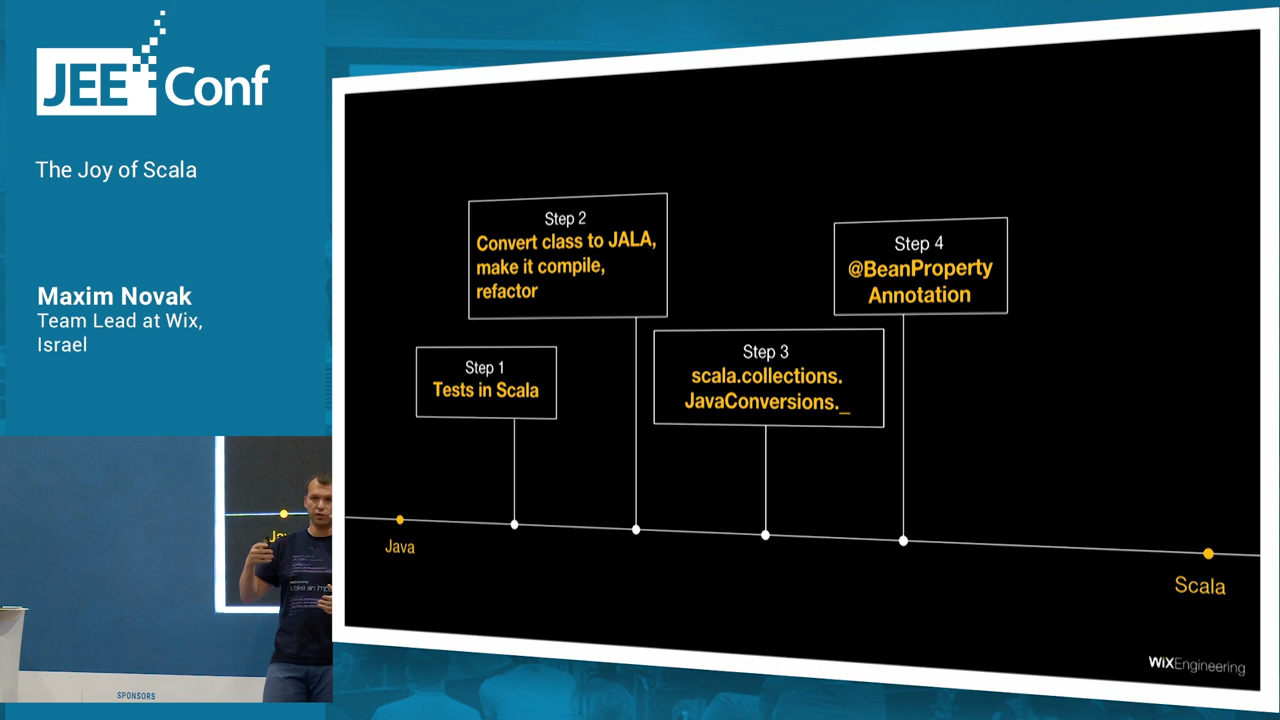 JEE Conf
The Joy of Scala
Maxim Novak
Team Lead at Wix,
Israel
Step 2
Convert class to JALA,
make it compile,
refactor
Step 4
@BeanProperty
Annotation
Step 1
Tests in Scala
Step 3
scala.collections.
JavaConversions._
Java
Scala
WiXEngineering
SPONSORS